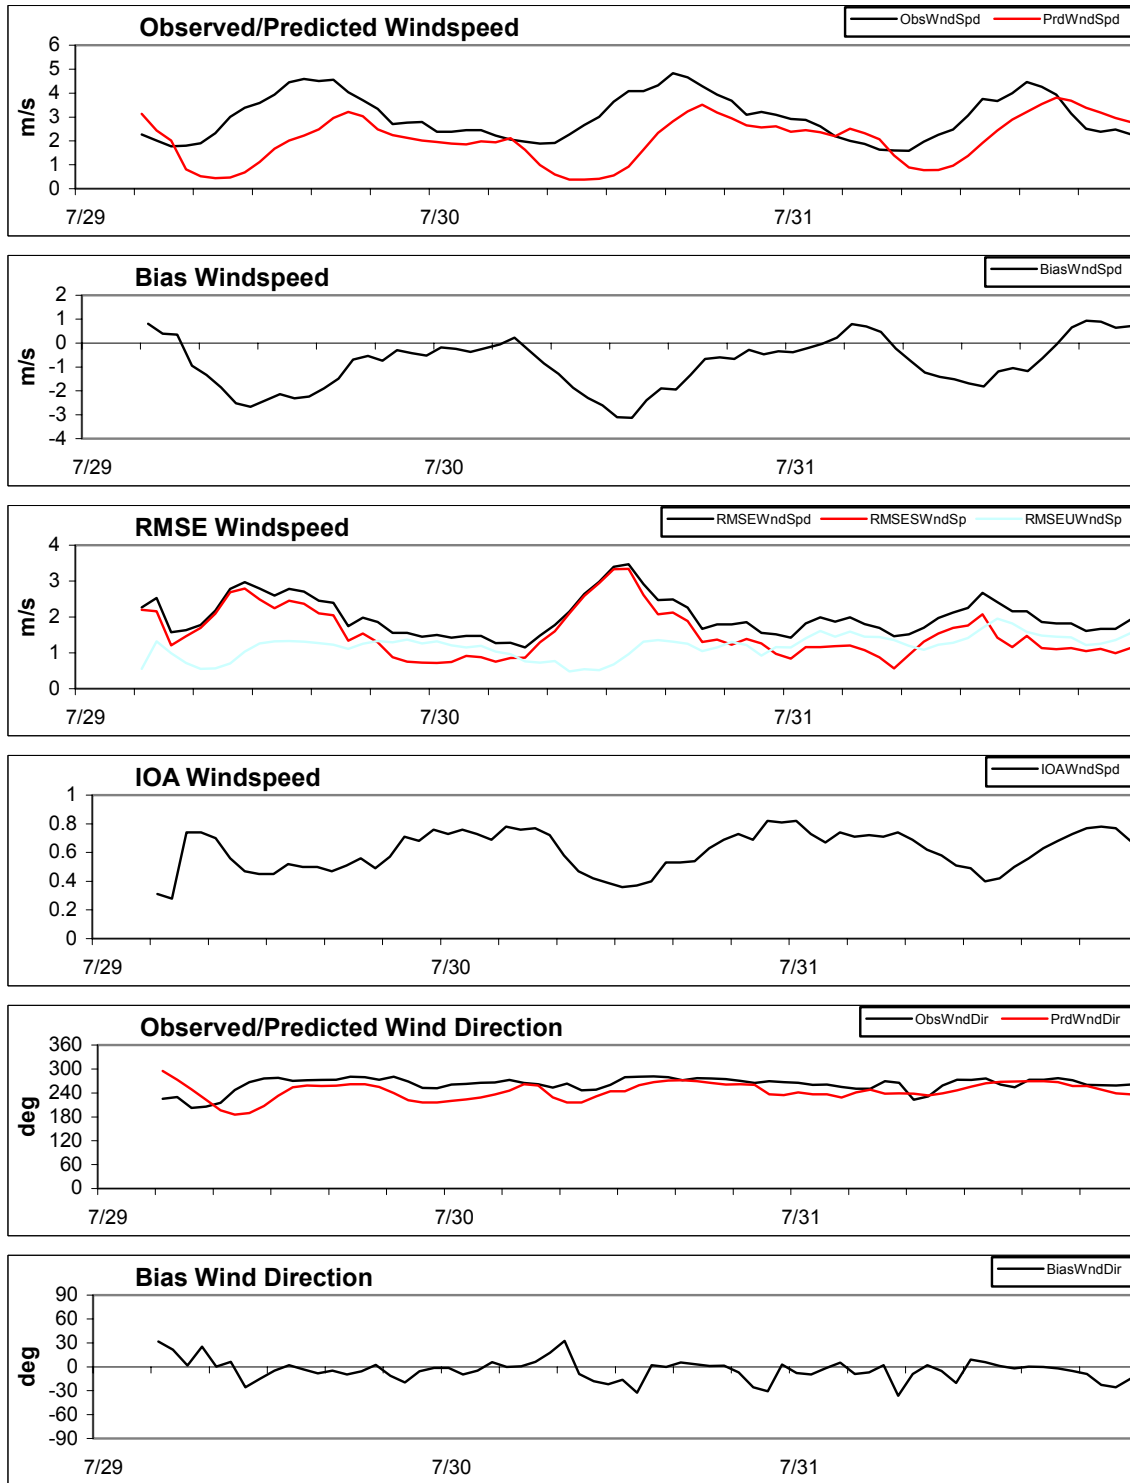 Observed/Predicted Windspeed
ObsWndSpd PrdWndSpd
6
5
4
3
2
1
0
m/s
7/29 7/30 7/31
Bias Windspeed
BiasWndSpd
2
1
0
-1
-2
-3
-4
m/s
7/29 7/30 7/31
RMSE Windspeed
RMSEWndSpd RMSESWndSp RMSEUWndSp
4
3
2
1
0
m/s
7/29 7/30 7/31
IOA Windspeed
IOAWndSpd
1
0.8
0.6
0.4
0.2
0
7/29 7/30 7/31
Observed/Predicted Wind Direction
ObsWndDir PrdWndDir
360
300
240
180
120
60
0
deg
7/29 7/30 7/31
Bias Wind Direction
BiasWndDir
90
60
30
0
-30
-60
-90
deg
7/29 7/30 7/31